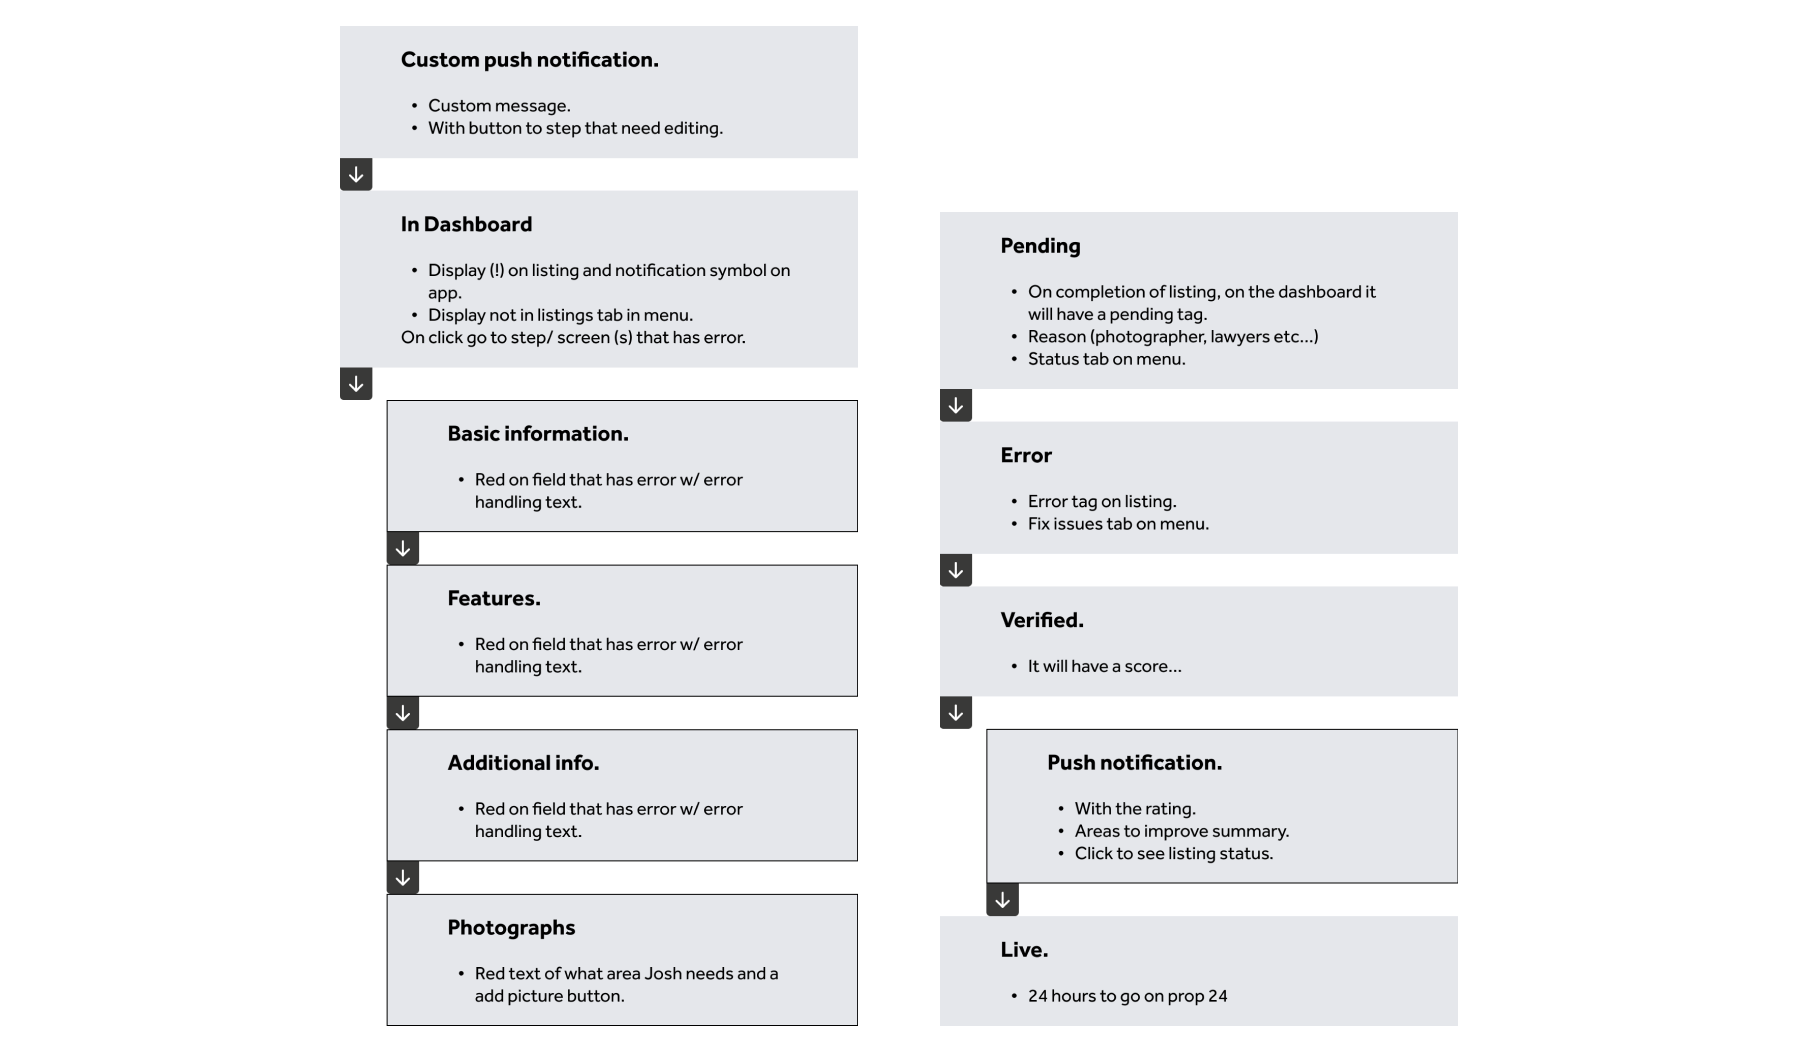 Custom push notification.
• Custom message.
• With button to step that need editing.
In Dashboard
• Display (!) on listing and notification symbol on
app.
• Display not in listings tab in menu.
On click go to step/ screen (s) that has error.
Basic information.
• Red on field that has error w/ error
handling text.
Features.
• Red on field that has error w/ error
handling text.
Additional info.
• Red on field that has error w/ error
handling text.
Photographs
• Red text of what area Josh needs and a
add picture button.
Pending
• On completion of listing, on the dashboard it
will have a pending tag.
• Reason (photographer, lawyers etc...)
• Status tab on menu.
Error
• Error tag on listing.
• Fix issues tab on menu.
Verified.
• It will have a score...
Push notification.
• With the rating.
• Areas to improve summary.
• Click to see listing status.
Live.
• 24 hours to go on prop 24